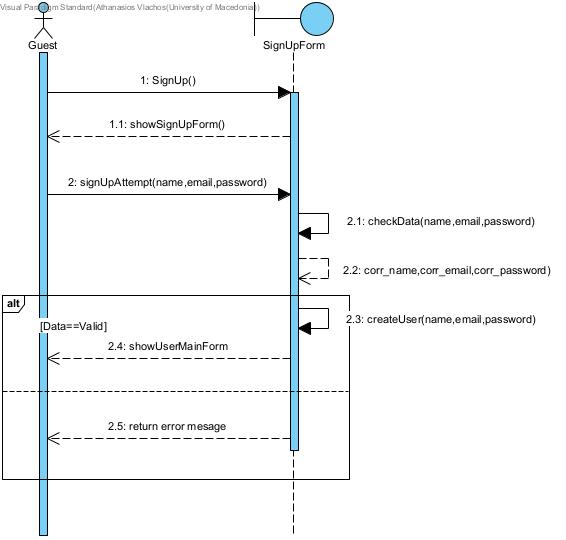 Visual Paradigm Standard(Athanasios Vlachos(University of Macedonia))
Guest
SignUpForm
1: SignUp()
1.1: showSignUpForm()
2: signUpAttempt(name,email,password)
2.1: checkData(name,email,password)
2.2: corr_name,corr_email,corr_password)
alt
2.3: createUser(name,email,password)
[Data==Valid]
2.4: showUserMainForm
2.5: return error mesage